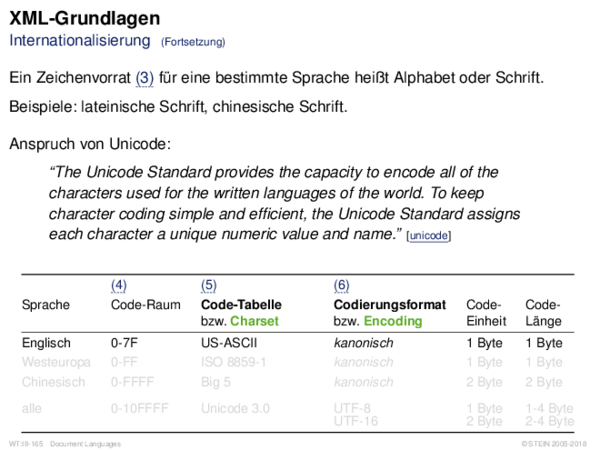 XML-Grundlagen
Internationalisierung (Fortsetzung)
Ein Zeichenvorrat (3) für eine bestimmte Sprache heißt Alphabet oder Schrift.
Beispiele: lateinische Schrift, chinesische Schrift.
Anspruch von Unicode:
“The Unicode Standard provides the capacity to encode all of the
characters used for the written languages of the world. To keep
character coding simple and efficient, the Unicode Standard assigns
each character a unique numeric value and name.” [unicode]
(4) (5) (6)
Sprache Code-Raum Code-Tabelle Codierungsformat Code- Code-
bzw. Charset bzw. Encoding Einheit Länge
Englisch 0-7F US-ASCII kanonisch 1 Byte 1 Byte
Westeuropa 0-FF ISO 8859-1 kanonisch 1 Byte 1 Byte
Chinesisch 0-FFFF Big 5 kanonisch 2 Byte 2 Byte
alle 0-10FFFF Unicode 3.0 UTF-8 1 Byte 1-4 Byte
UTF-16 2 Byte 2-4 Byte
WT:III-165 Document Languages © STEIN 2005-2018